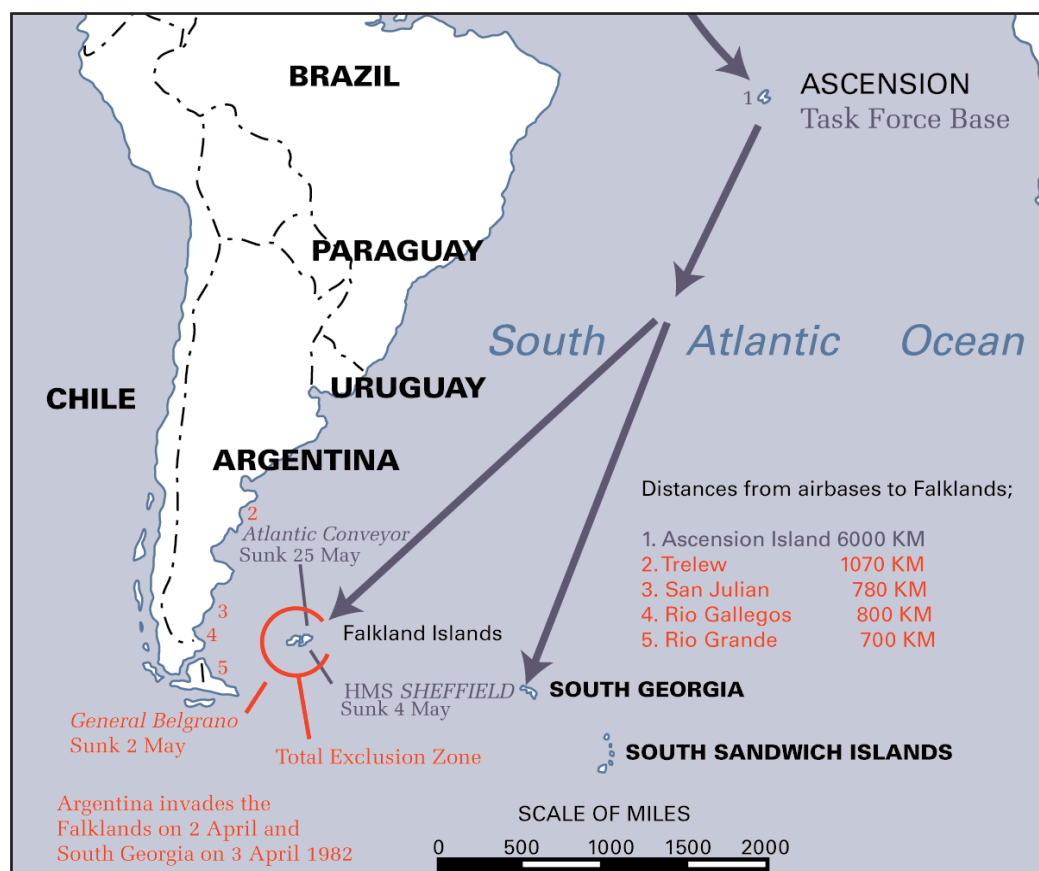 BRAZIL
1
ASCENSION
Task Force Base
PARAGUAY
South Atlantic Ocean
URUGUAY
CHILE
ARGENTINA
Distances from airbases to Falklands;
1. Ascension Island 6000 KM
2. Trelew 1070 KM
3. San Julian 780 KM
4. Rio Gallegos 800 KM
5. Rio Grande 700 KM
2
Atlantic Conveyor
Sunk 25 May
3
4
5
Falkland Islands
HMS SHEFFIELD
Sunk 4 May
SOUTH GEORGIA
General Belgrano
Sunk 2 May
Total Exclusion Zone
SOUTH SANDWICH ISLANDS
Argentina invades the
Falklands on 2 April and
South Georgia on 3 April 1982
SCALE OF MILES
0 500 1000 1500 2000